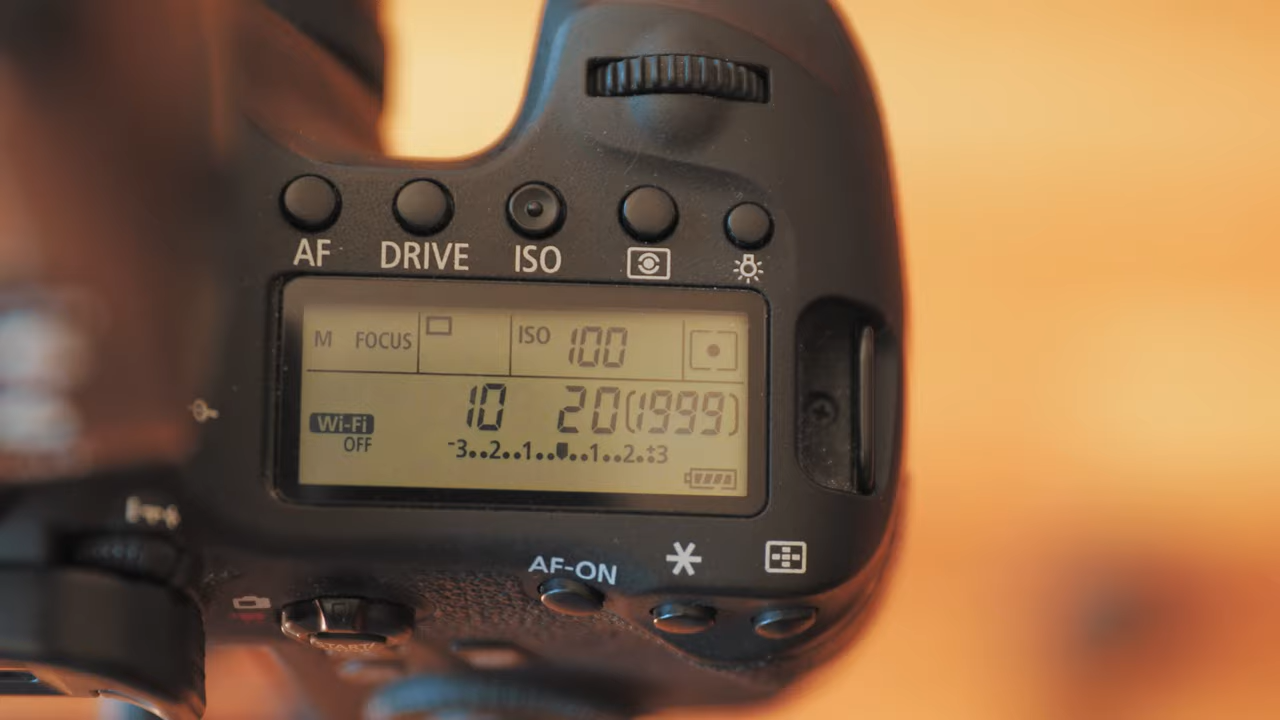 AF DRIVE ISO
M FOCUS ISO 100
10 20(1999)
Wi-Fi
OFF
-3..2..1....1..2.:+3
AF-ON
START/